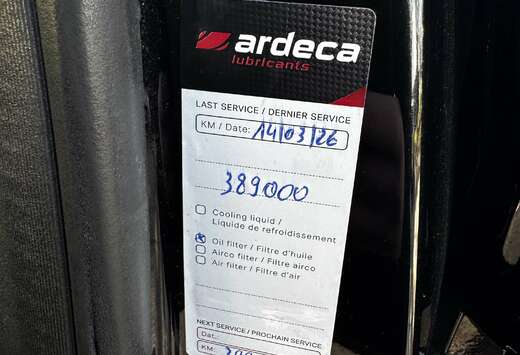 ardeca
lubricants
LAST SERVICE / DERNIER SERVICE
KM / Date: 14/03/26
389000
Cooling liquid /
Liquide de refroidissement
Oil filter / Filtre d'huile
Airco filter / Filtre airco
Air filter / Filtre d'air
NEXT SERVICE / PROCHAIN SERVICE
Dat.:
KM: